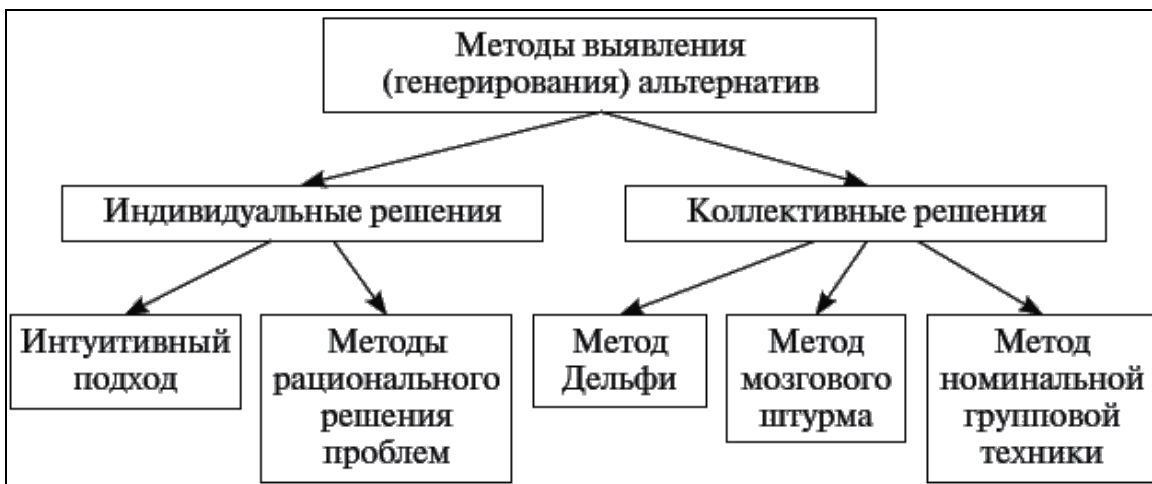 Методы выявления
(генерирования) альтернатив
Индивидуальные решения
Коллективные решения
Интуитивный
подход
Методы
рационального
решения
проблем
Метод
Дельфи
Метод
мозгового
штурма
Метод
номинальной
групповой
техники